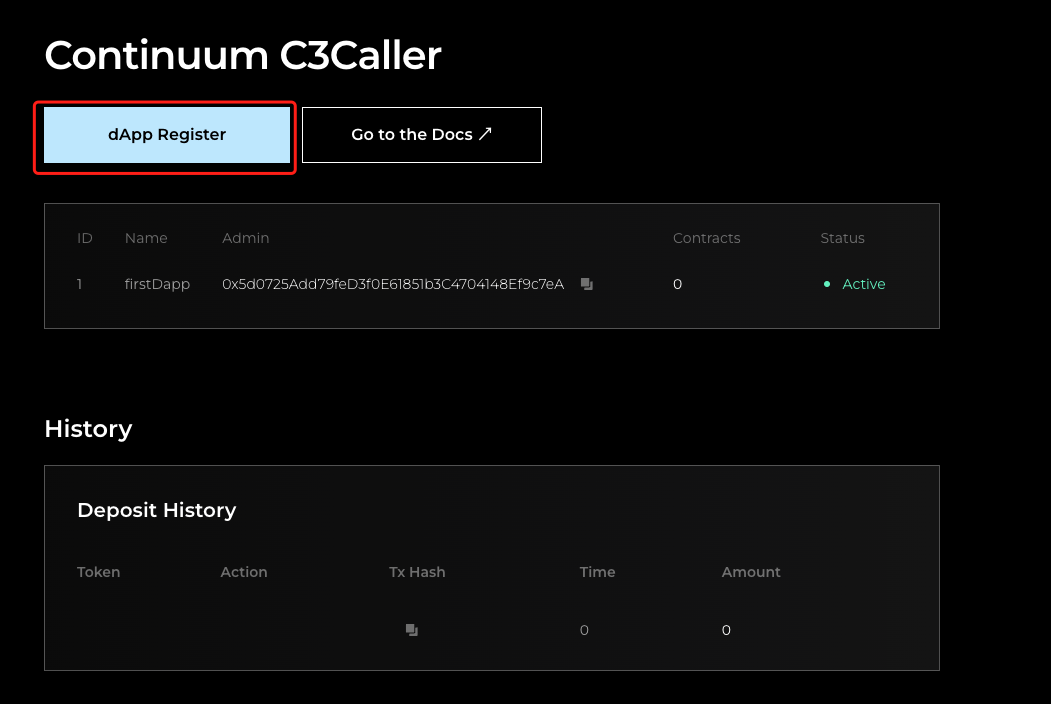 Continuum C3Caller
dApp Register
Go to the Docs ↗
ID Name Admin Contracts Status
1 firstDapp 0x5d0725Add79feD3f0E61851b3C4704148Ef9c7eA 0 Active
History
Deposit History
Token Action Tx Hash Time Amount
0 0